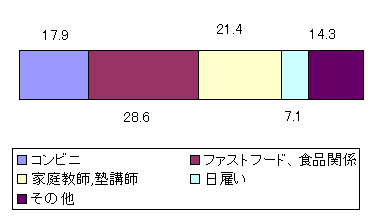 17.9 21.4 14.3
28.6 7.1
コンビニ ファストフード、食品関係
家庭教師,塾講師 日雇い
その他